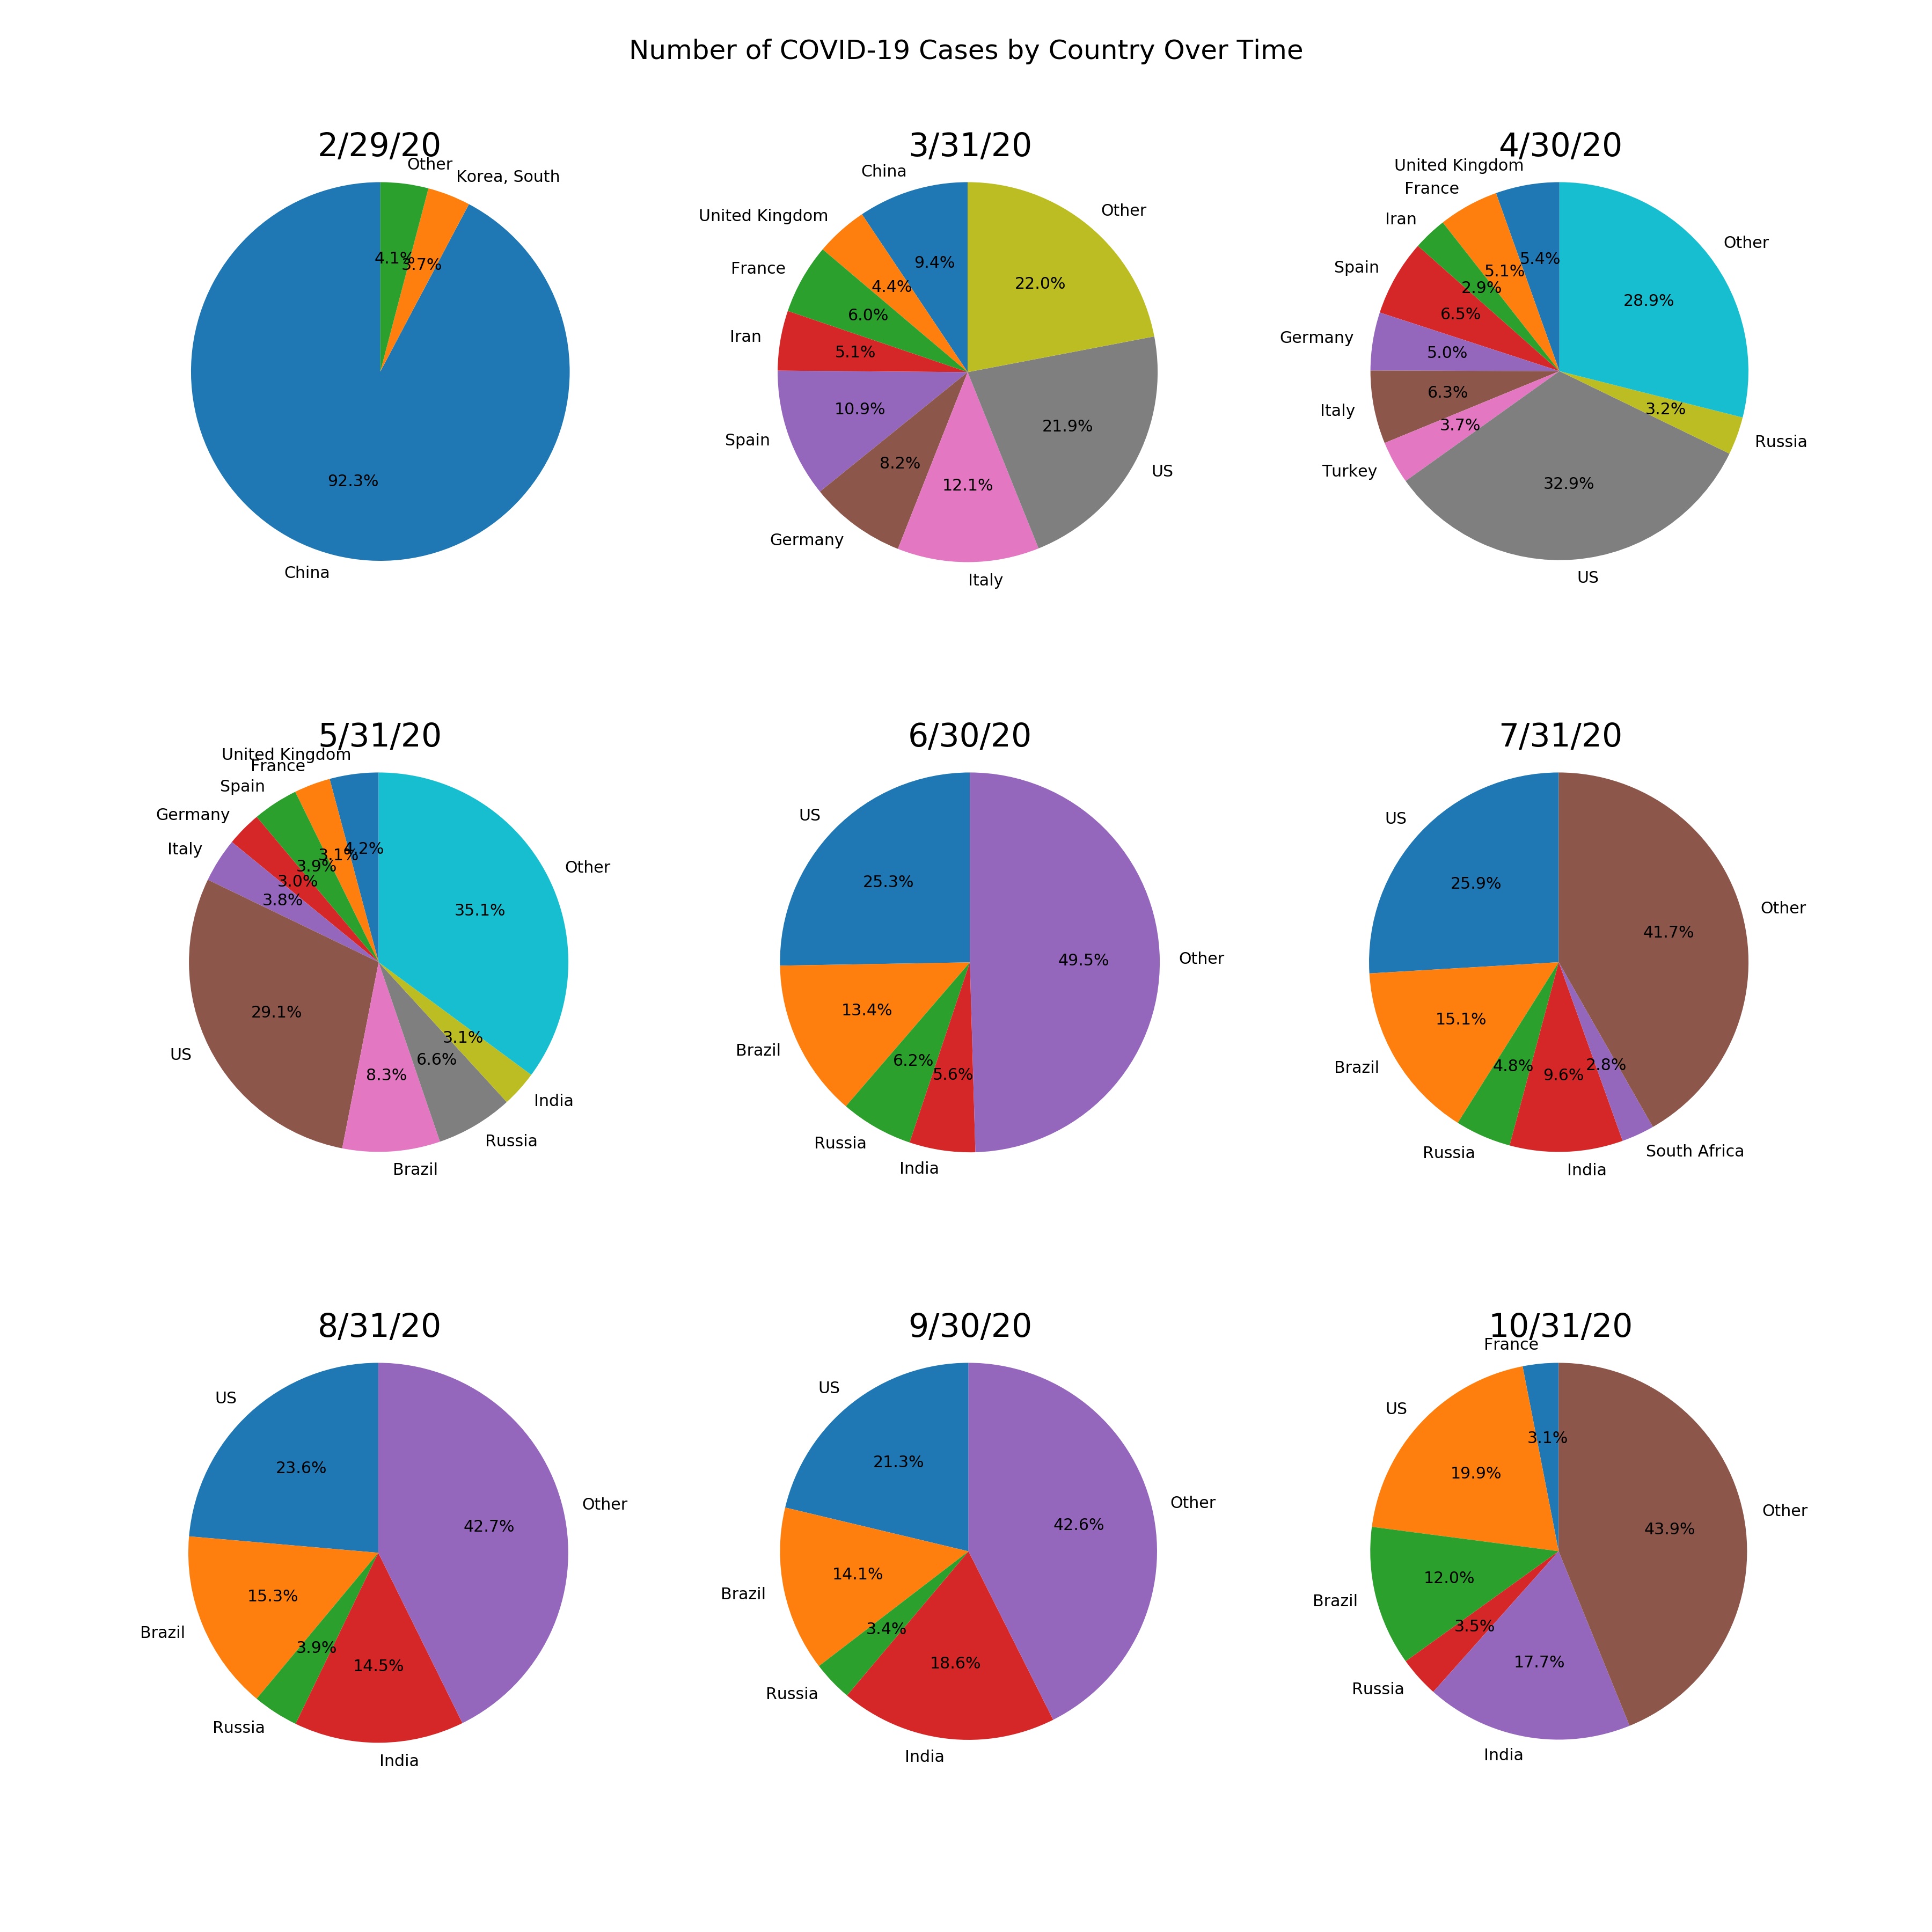 Number of COVID-19 Cases by Country Over Time
2/29/20
Other
Korea, South
4.1%
3.7%
92.3%
China
3/31/20
China
Other
United Kingdom
France
9.4%
22.0%
4.4%
6.0%
Iran
5.1%
10.9%
21.9%
Spain
8.2%
12.1%
US
Germany
Italy
4/30/20
United Kingdom
France
Iran
Other
Spain
5.4%
5.1%
2.9%
28.9%
6.5%
Germany
5.0%
6.3%
3.2%
Italy
3.7%
Russia
Turkey
32.9%
US
5/31/20
United Kingdom
France
Spain
Germany
Italy
4.2%
3.1%
3.9%
3.0%
3.8%
Other
35.1%
29.1%
3.1%
6.6%
US
8.3%
India
Russia
Brazil
6/30/20
US
25.3%
49.5%
Other
13.4%
Brazil
6.2%
5.6%
Russia
India
7/31/20
US
25.9%
Other
41.7%
15.1%
Brazil
4.8%
9.6%
2.8%
Russia
India
South Africa
8/31/20
US
23.6%
Other
42.7%
15.3%
Brazil
3.9%
14.5%
Russia
India
9/30/20
US
21.3%
Other
42.6%
14.1%
Brazil
3.4%
18.6%
Russia
India
10/31/20
France
US
3.1%
19.9%
Other
43.9%
12.0%
Brazil
3.5%
17.7%
Russia
India